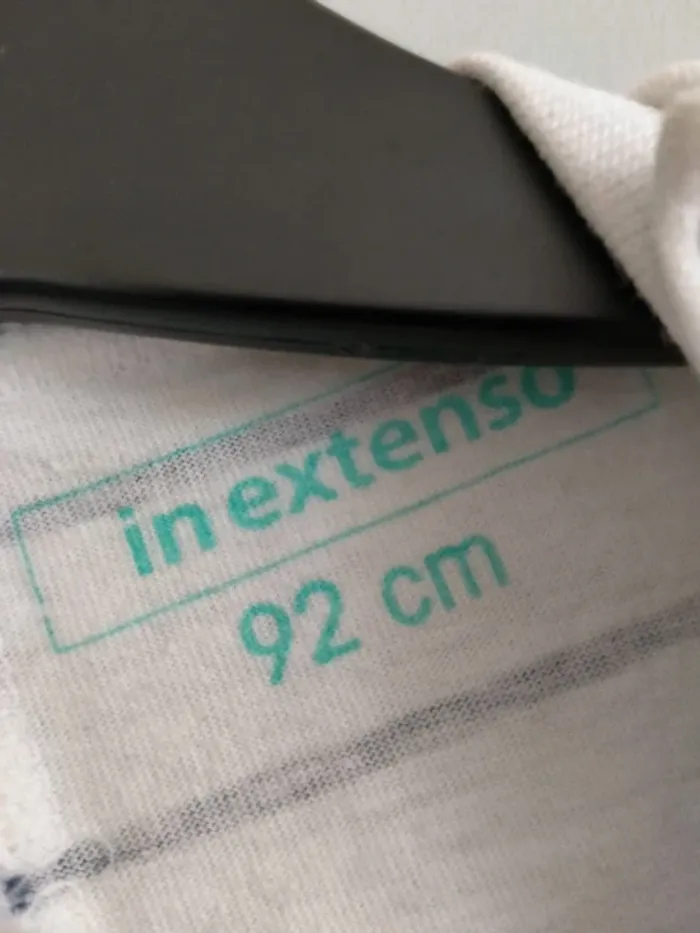 in extenso
92 cm